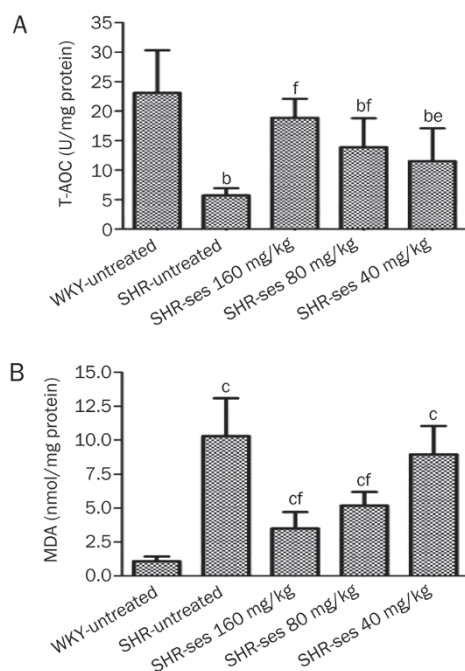 A
T-AOC (U/mg protein)
35
30
25
20
15
10
5
0
b
f
bf
be
WKY-untreated
SHR-untreated
SHR-ses 160 mg/kg
SHR-ses 80 mg/kg
SHR-ses 40 mg/kg
B
MDA (nmol/mg protein)
15.0
12.5
10.0
7.5
5.0
2.5
0.0
c
cf
cf
c
WKY-untreated
SHR-untreated
SHR-ses 160 mg/kg
SHR-ses 80 mg/kg
SHR-ses 40 mg/kg